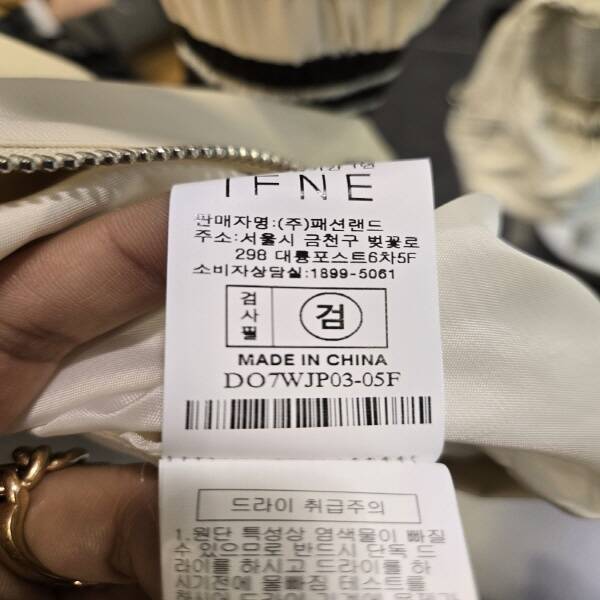 IFNE
판매자명:(주)패션랜드
주소:서울시 금천구 벚꽃로
298 대륭포스트6차5F
소비자상담실:1899-5061
검사필
검
MADE IN CHINA
DO7WJP03-05F
드라이 취급주의
1.원단 특성상 염색물이 빠질
수 있으므로 반드시 단독 드
라이를 하시고 드라이를 하
시기전에 물빠짐 테스트를